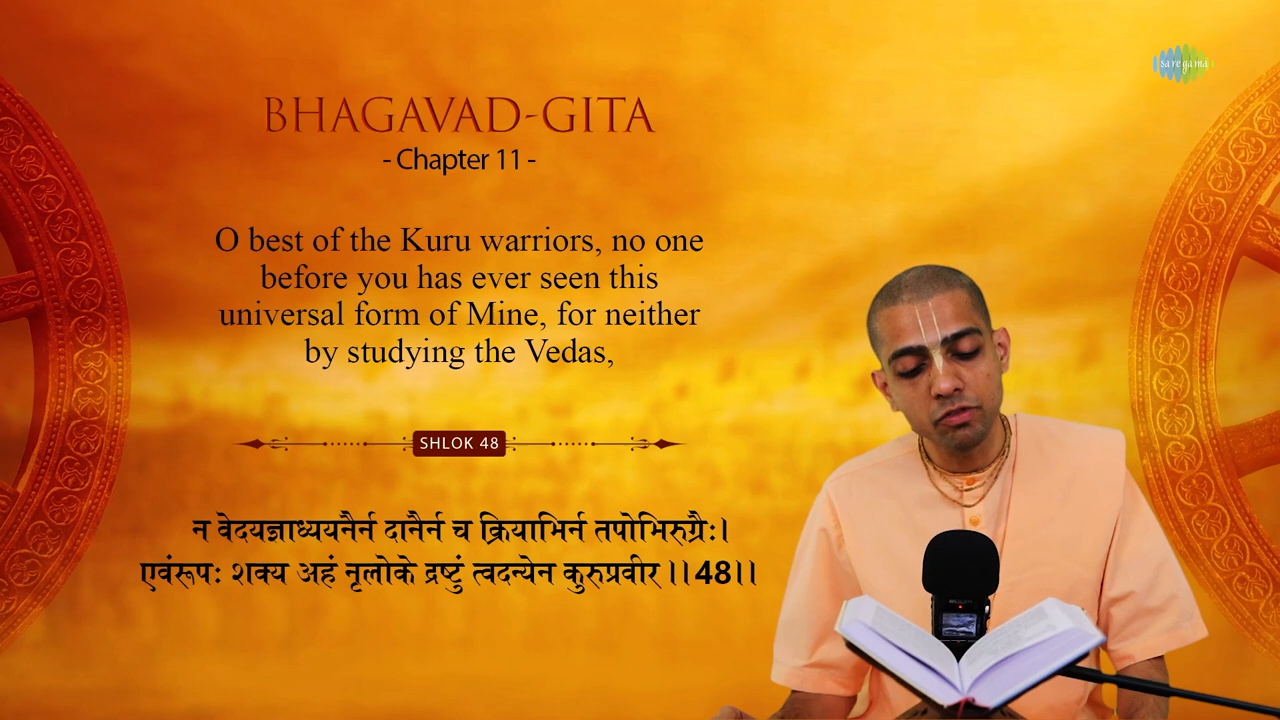 saregama
BHAGAVAD-GITA
- Chapter 11 -
O best of the Kuru warriors, no one
before you has ever seen this
universal form of Mine, for neither
by studying the Vedas,
SHLOK 48
न वेदयज्ञाध्ययनैर्न दानैर्न च क्रियाभिर्न तपोभिरुग्रैः।
एवंरूपः शक्य अहं नृलोके द्रष्टुं त्वदन्येन कुरुप्रवीर ।।48।।